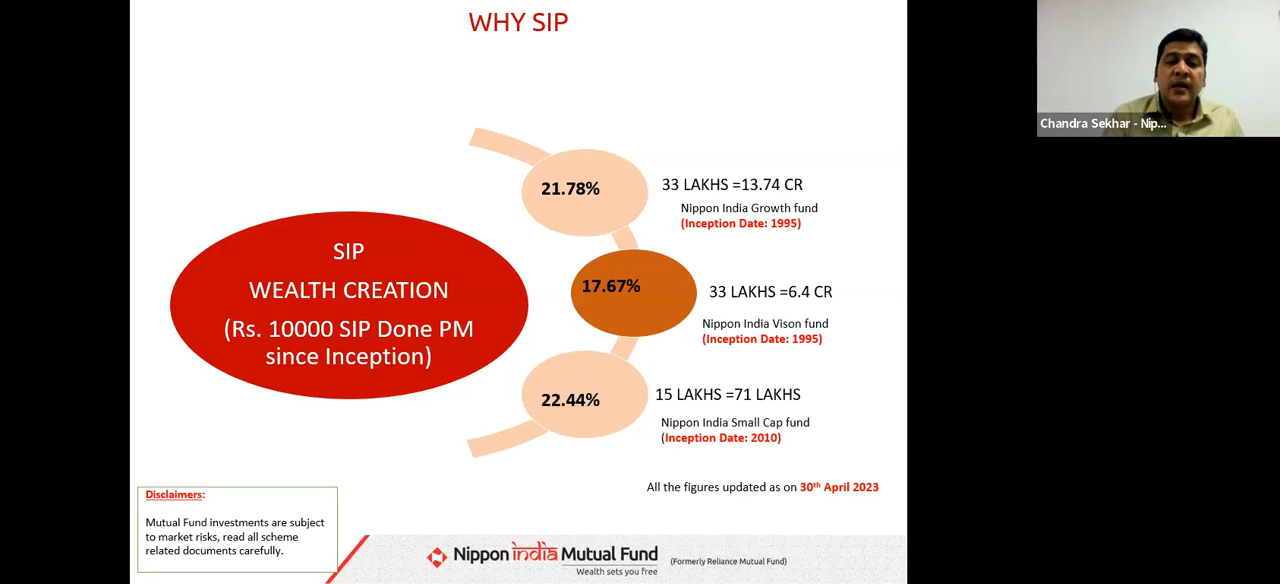 WHY SIP
Chandra Sekhar - Nip...
21.78%
33 LAKHS =13.74 CR
Nippon India Growth fund
(Inception Date: 1995)
SIP
WEALTH CREATION
(Rs. 10000 SIP Done PM
since Inception)
17.67%
33 LAKHS =6.4 CR
Nippon India Vison fund
(Inception Date: 1995)
22.44%
15 LAKHS =71 LAKHS
Nippon India Small Cap fund
(Inception Date: 2010)
All the figures updated as on 30th April 2023
Disclaimers:
Mutual Fund investments are subject
to market risks, read all scheme
related documents carefully.
Nippon india Mutual Fund
Wealth sets you free
(Formerly Reliance Mutual Fund)